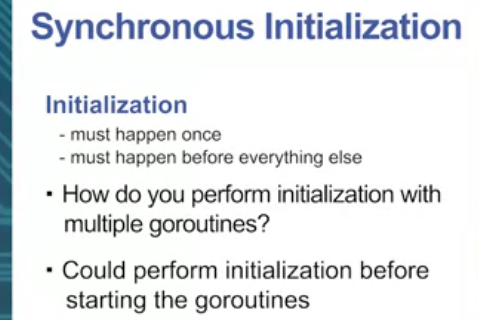 Synchronous Initialization
Initialization
- must happen once
- must happen before everything else
· How do you perform initialization with
multiple goroutines?
· Could perform initialization before
starting the goroutines